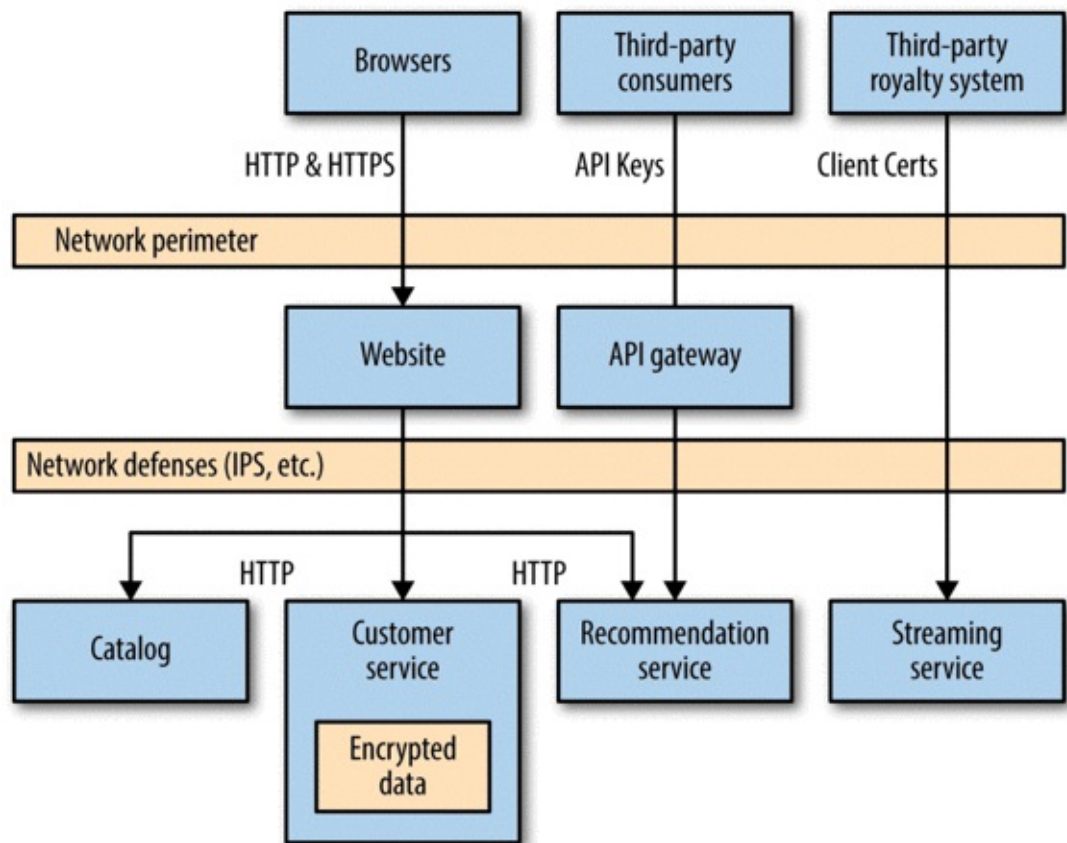 Browsers
Third-party
consumers
Third-party
royalty system
HTTP & HTTPS
API Keys
Client Certs
Network perimeter
Website
API gateway
Network defenses (IPS, etc.)
HTTP
HTTP
Catalog
Customer
service
Recommendation
service
Streaming
service
Encrypted
data